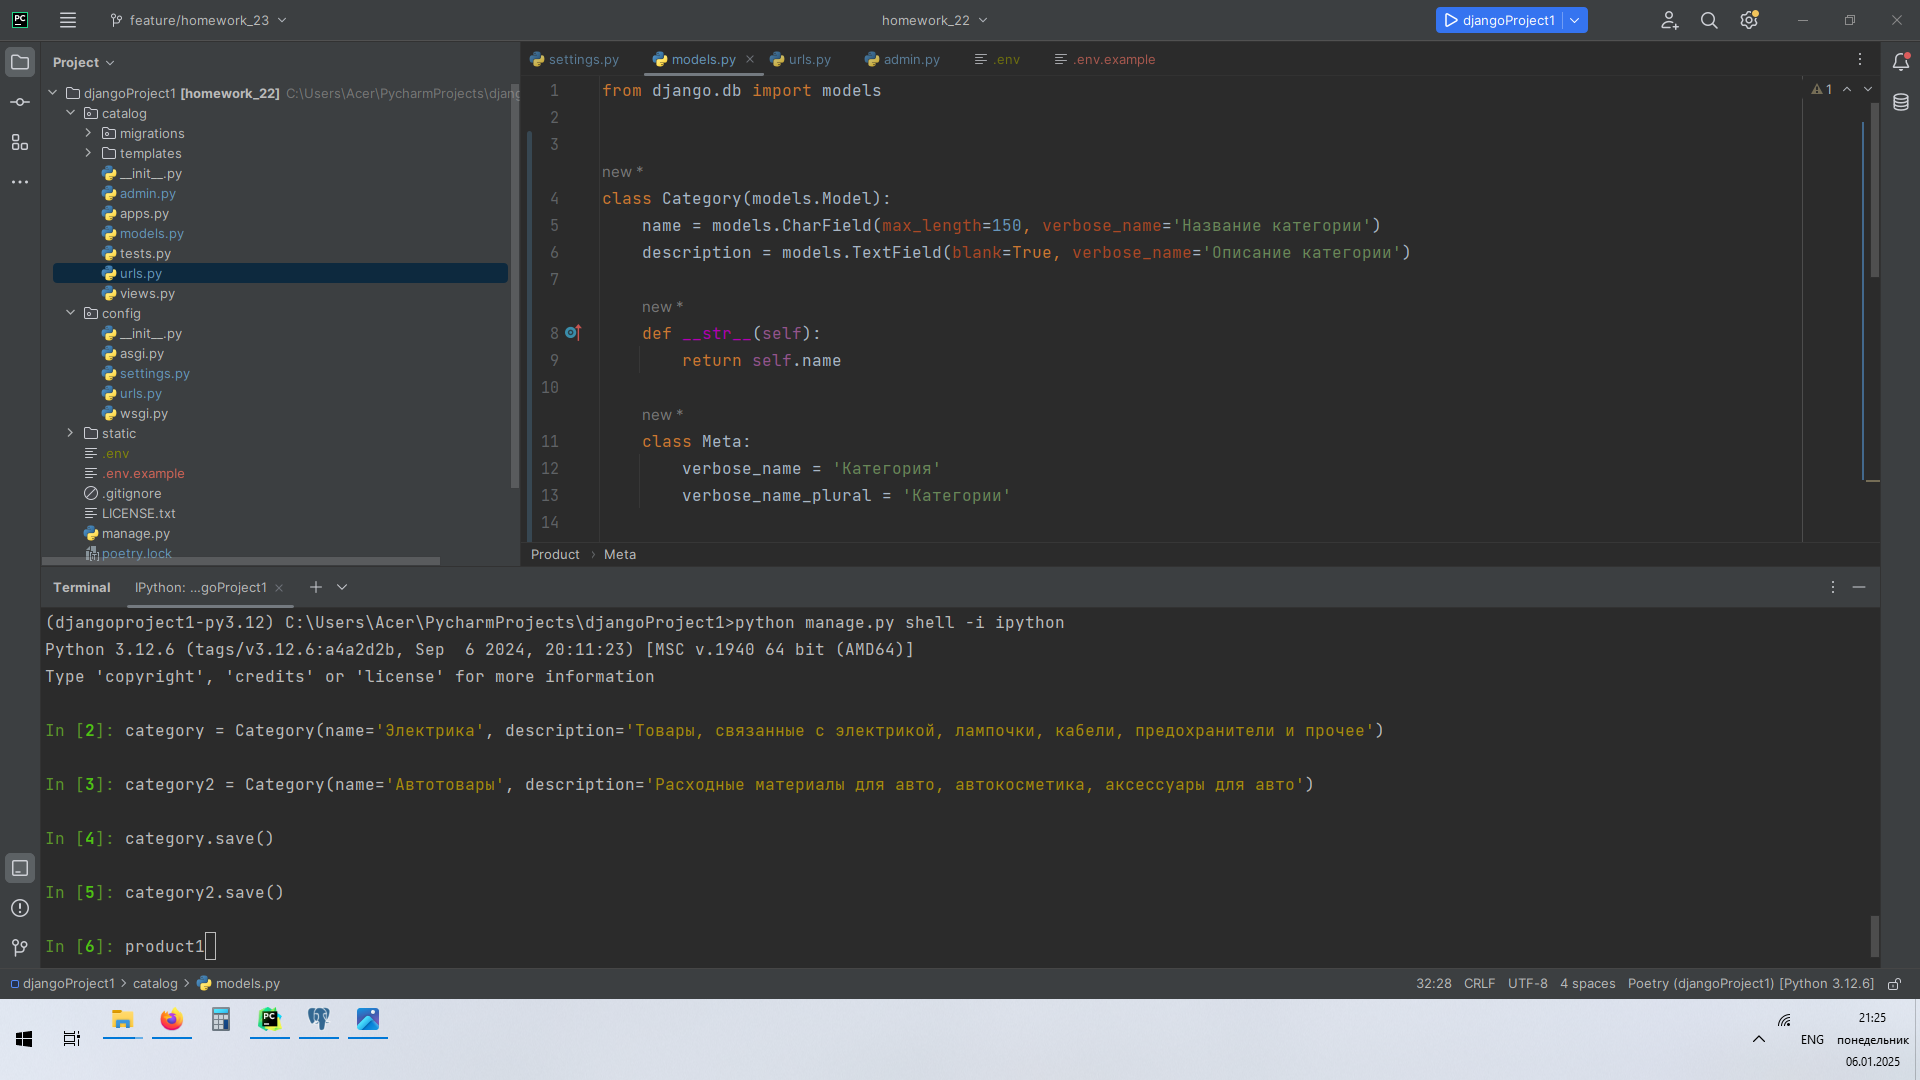 PC
feature/homework_23
homework_22
djangoProject1
Project
settings.py
models.py
urls.py
admin.py
.env
.env.example
djangoProject1 [homework_22] C:\Users\Acer\PycharmProjects\djang
catalog
migrations
templates
__init__.py
admin.py
apps.py
models.py
tests.py
urls.py
views.py
config
__init__.py
asgi.py
settings.py
urls.py
wsgi.py
static
.env
.env.example
.gitignore
LICENSE.txt
manage.py
poetry.lock
1 from django.db import models
1
2
3
new *
4 class Category(models.Model):
5 name = models.CharField(max_length=150, verbose_name='Название категории')
6 description = models.TextField(blank=True, verbose_name='Описание категории')
7
new *
8 def __str__(self):
9 return self.name
10
new *
11 class Meta:
12 verbose_name = 'Категория'
13 verbose_name_plural = 'Категории'
14
Product › Meta
Terminal
IPython: ...goProject1
(djangoproject1-py3.12) C:\Users\Acer\PycharmProjects\djangoProject1>python manage.py shell -i ipython
Python 3.12.6 (tags/v3.12.6:a4a2d2b, Sep  6 2024, 20:11:23) [MSC v.1940 64 bit (AMD64)]
Type 'copyright', 'credits' or 'license' for more information
In [2]: category = Category(name='Электрика', description='Товары, связанные с электрикой, лампочки, кабели, предохранители и прочее')
In [3]: category2 = Category(name='Автотовары', description='Расходные материалы для авто, автокосметика, аксессуары для авто')
In [4]: category.save()
In [5]: category2.save()
In [6]: product1
djangoProject1 > catalog > models.py
32:28 CRLF UTF-8 4 spaces Poetry (djangoProject1) [Python 3.12.6]
PC
ENG
21:25
понедельник
06.01.2025